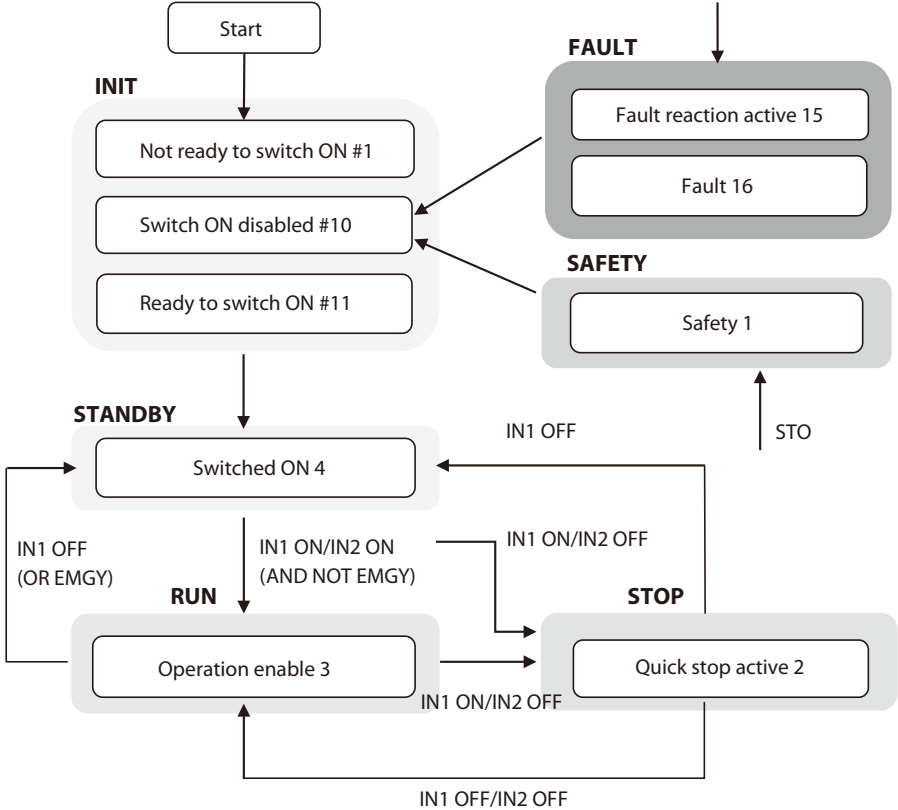 Start
FAULT
INIT
Fault reaction active 15
Not ready to switch ON #1
Fault 16
Switch ON disabled #10
SAFETY
Ready to switch ON #11
Safety 1
STANDBY
IN1 OFF
STO
Switched ON 4
IN1 OFF
(OR EMGY)
IN1 ON/IN2 ON
(AND NOT EMGY)
IN1 ON/IN2 OFF
RUN
STOP
Operation enable 3
Quick stop active 2
IN1 ON/IN2 OFF
IN1 OFF/IN2 OFF